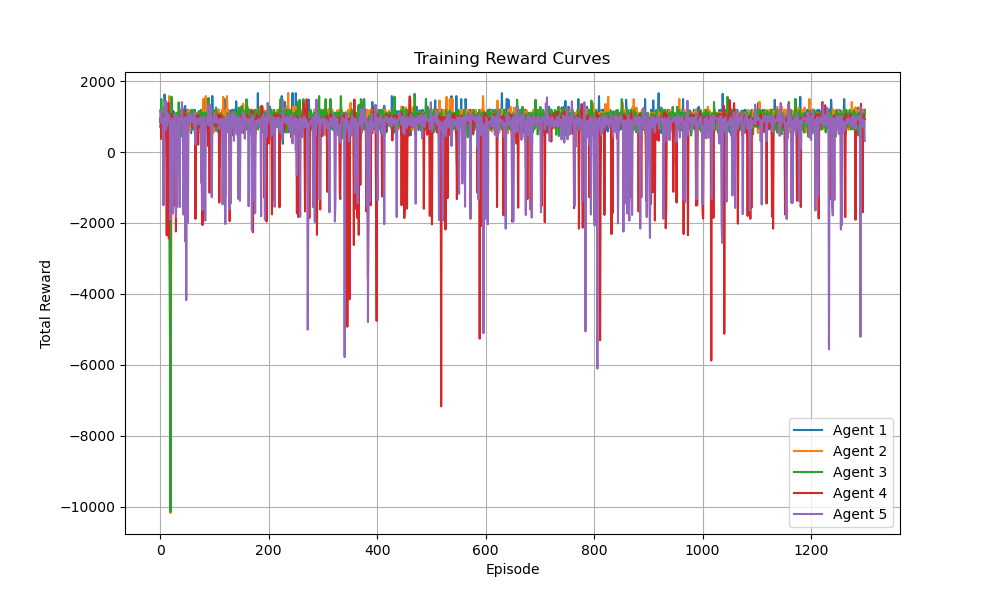 Training Reward Curves
2000
0
−2000
−4000
−6000
−8000
−10000
Total Reward
0
200
400
600
800
1000
1200
Episode
Agent 1
Agent 2
Agent 3
Agent 4
Agent 5